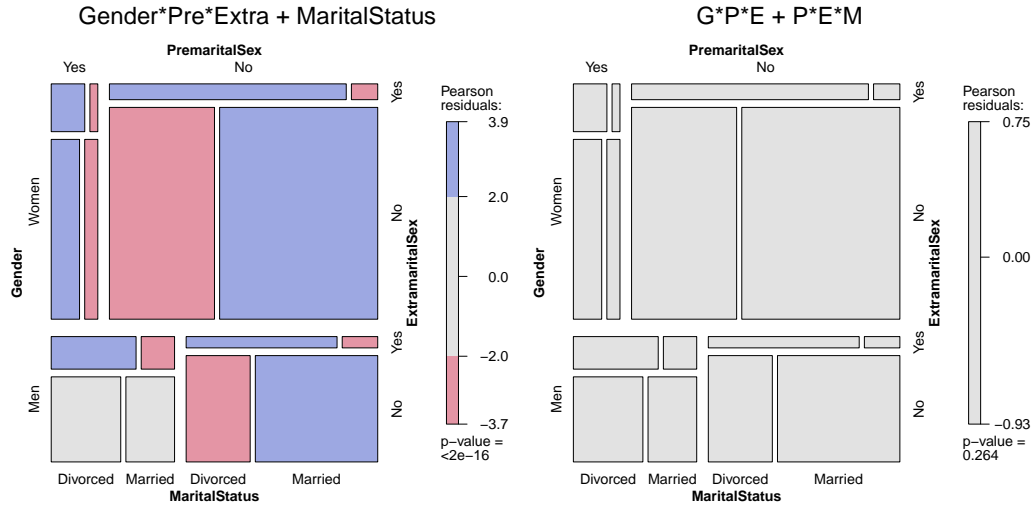 Gender*Pre*Extra + MaritalStatus
PremaritalSex
Yes No
Gender
Women
Men
ExtramaritalSex
Yes
No
Yes
No
Divorced Married Divorced Married
MaritalStatus
Pearson
residuals:
3.9
2.0
0.0
−2.0
−3.7
p−value =
<2e−16
G*P*E + P*E*M
PremaritalSex
Yes No
Gender
Women
Men
ExtramaritalSex
Yes
No
Yes
No
Divorced Married Divorced Married
MaritalStatus
Pearson
residuals:
0.75
0.00
−0.93
p−value =
0.264